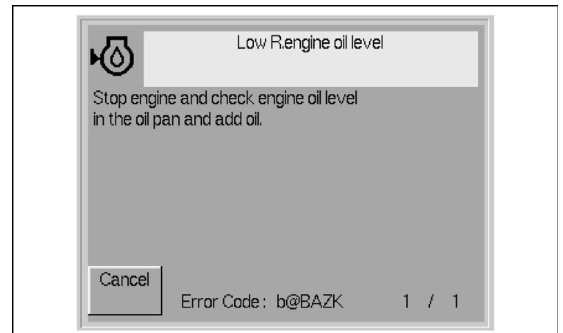 Low R.engine oil level
Stop engine and check engine oil level
in the oil pan and add oil.
Cancel
Error Code : b@BAZK 1 / 1